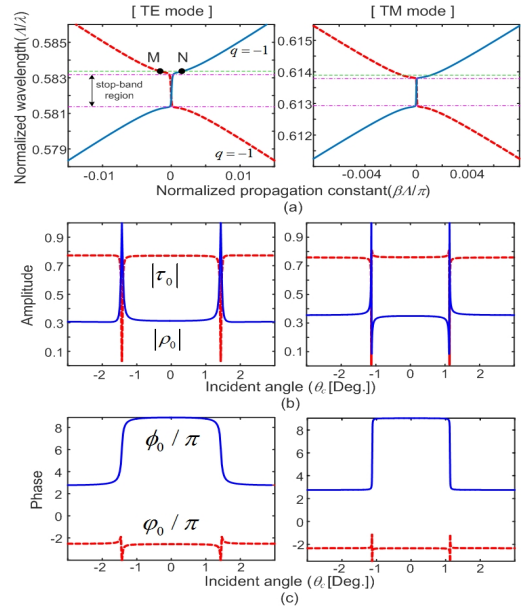 [ TE mode ]
[ TM mode ]
Normalized wavelength(Λ/λ)
0.585
0.583
0.581
0.579
M
N
q = −1
stop-band
region
q = −1
-0.01
0
0.01
0.615
0.614
0.613
0.612
-0.004
0
0.004
Normalized propagation constant(βΛ/π)
(a)
Amplitude
0.9
0.7
0.5
0.3
0.1
|τ₀|
|ρ₀|
-2
-1
0
1
2
0.9
0.7
0.5
0.3
0.1
-2
-1
0
1
2
Incident angle (θc[Deg.])
(b)
Phase
8
6
4
2
0
-2
ϕ₀ / π
φ₀ / π
-2
-1
0
1
2
8
6
4
2
0
-2
-2
-1
0
1
2
Incident angle (θc[Deg.])
(c)